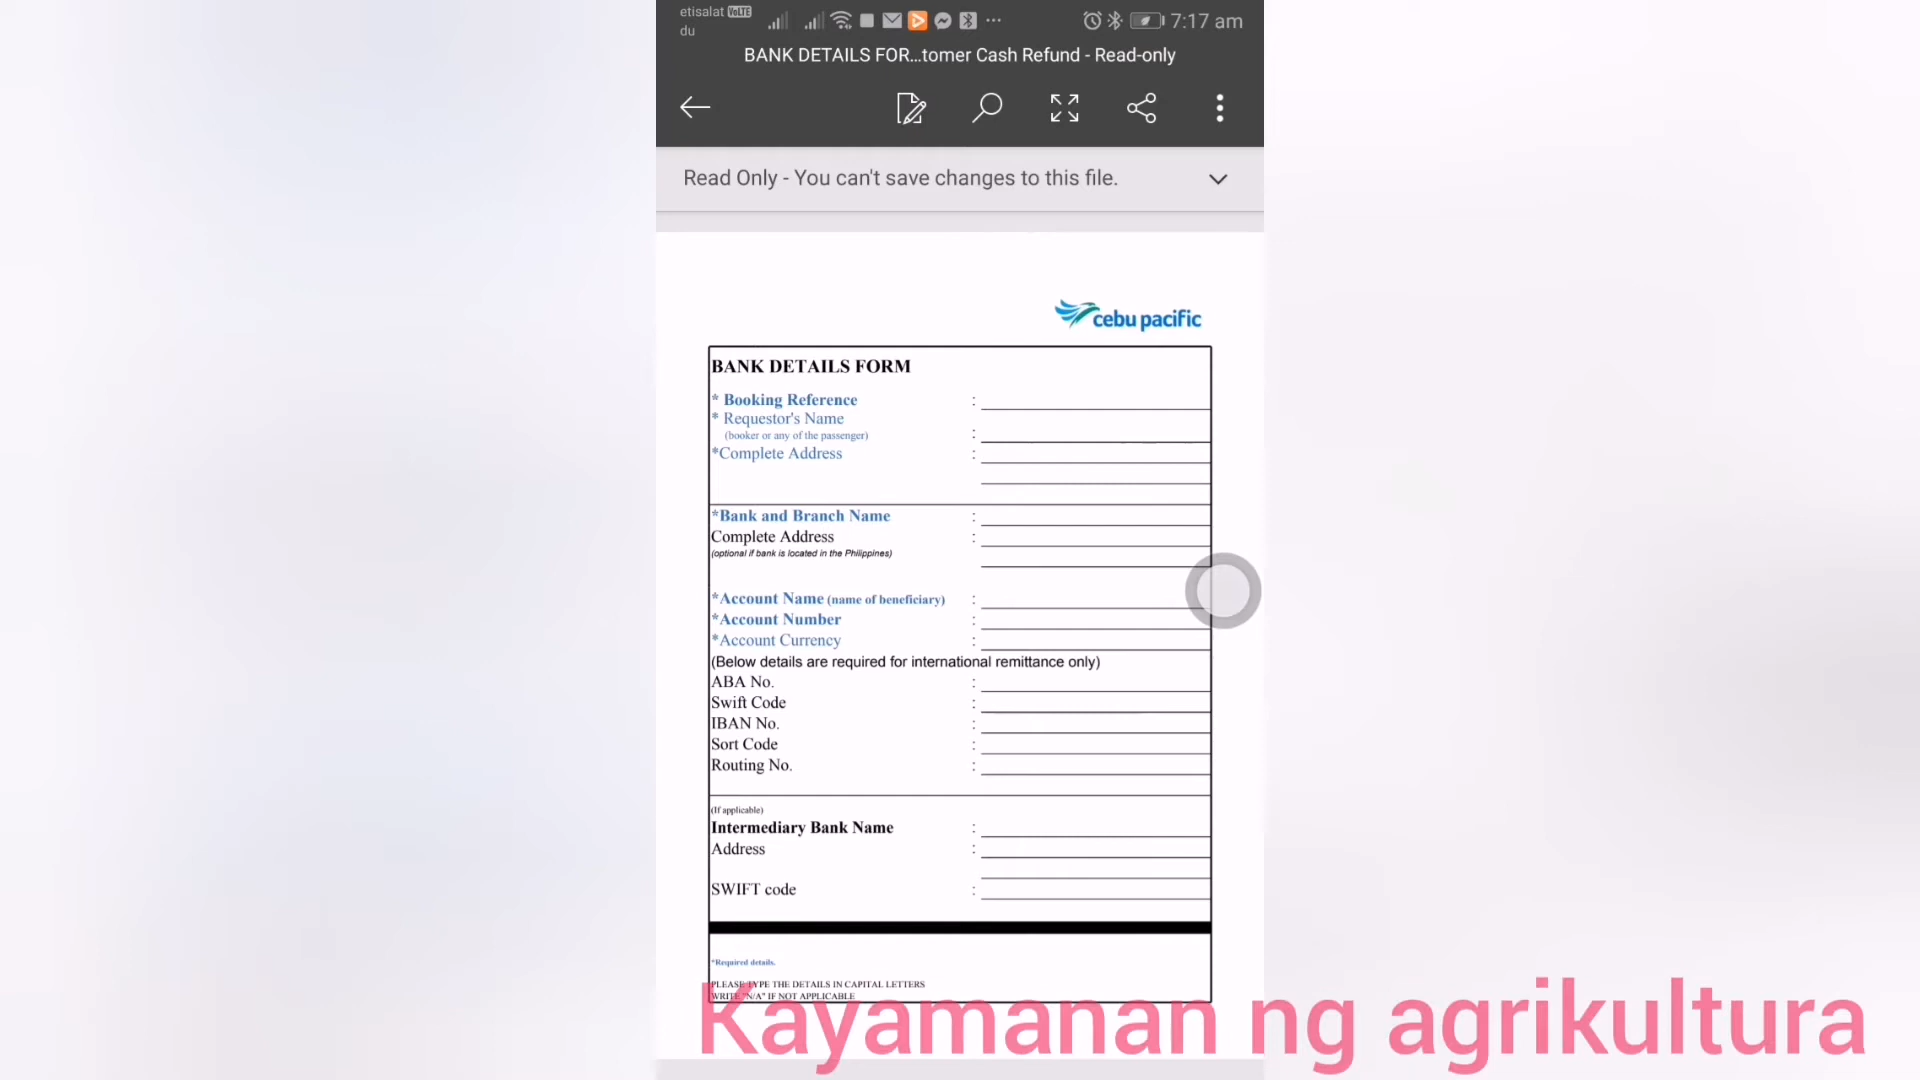 etisalat VoLTE
du
7:17 am
BANK DETAILS FOR...tomer Cash Refund - Read-only
Read Only - You can't save changes to this file.
cebu pacific
BANK DETAILS FORM
* Booking Reference :
* Requestor's Name
(booker or any of the passenger) :
*Complete Address :
*Bank and Branch Name :
Complete Address :
(optional if bank is located in the Philippines)
*Account Name (name of beneficiary) :
*Account Number :
*Account Currency :
(Below details are required for international remittance only)
ABA No. :
Swift Code :
IBAN No. :
Sort Code :
Routing No. :
(If applicable)
Intermediary Bank Name :
Address :
SWIFT code :
*Required details.
PLEASE TYPE THE DETAILS IN CAPITAL LETTERS
WRITE "N/A" IF NOT APPLICABLE
Kayamanan ng agrikultura